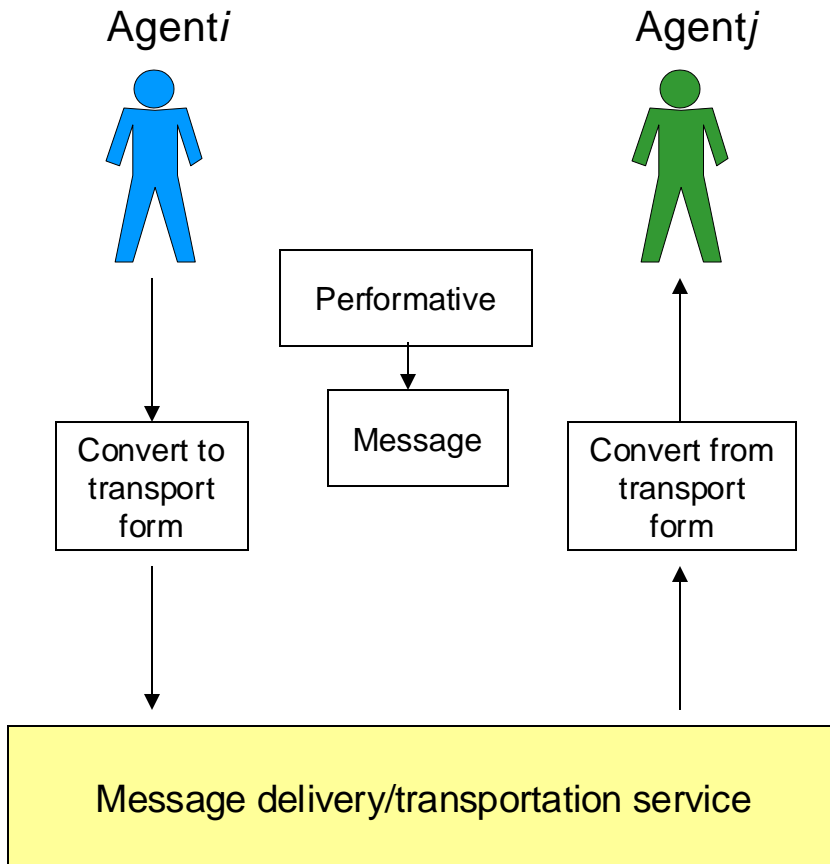 Agenti
Agentj
Performative
Message
Convert to
transport
form
Convert from
transport
form
Message delivery/transportation service